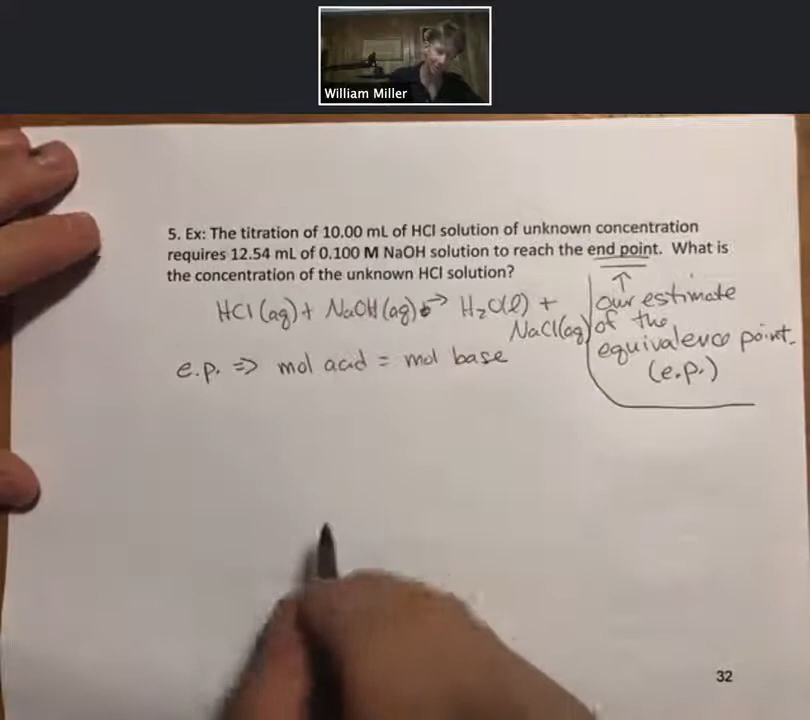 William Miller
5. Ex: The titration of 10.00 mL of HCl solution of unknown concentration
requires 12.54 mL of 0.100 M NaOH solution to reach the end point. What is
the concentration of the unknown HCl solution?
HCl (aq) + NaOH (aq) → H₂O(l) +
NaCl(aq)
our estimate
of the
equivalence point.
(e.p.)
e.p. ⇒ mol acid = mol base
32